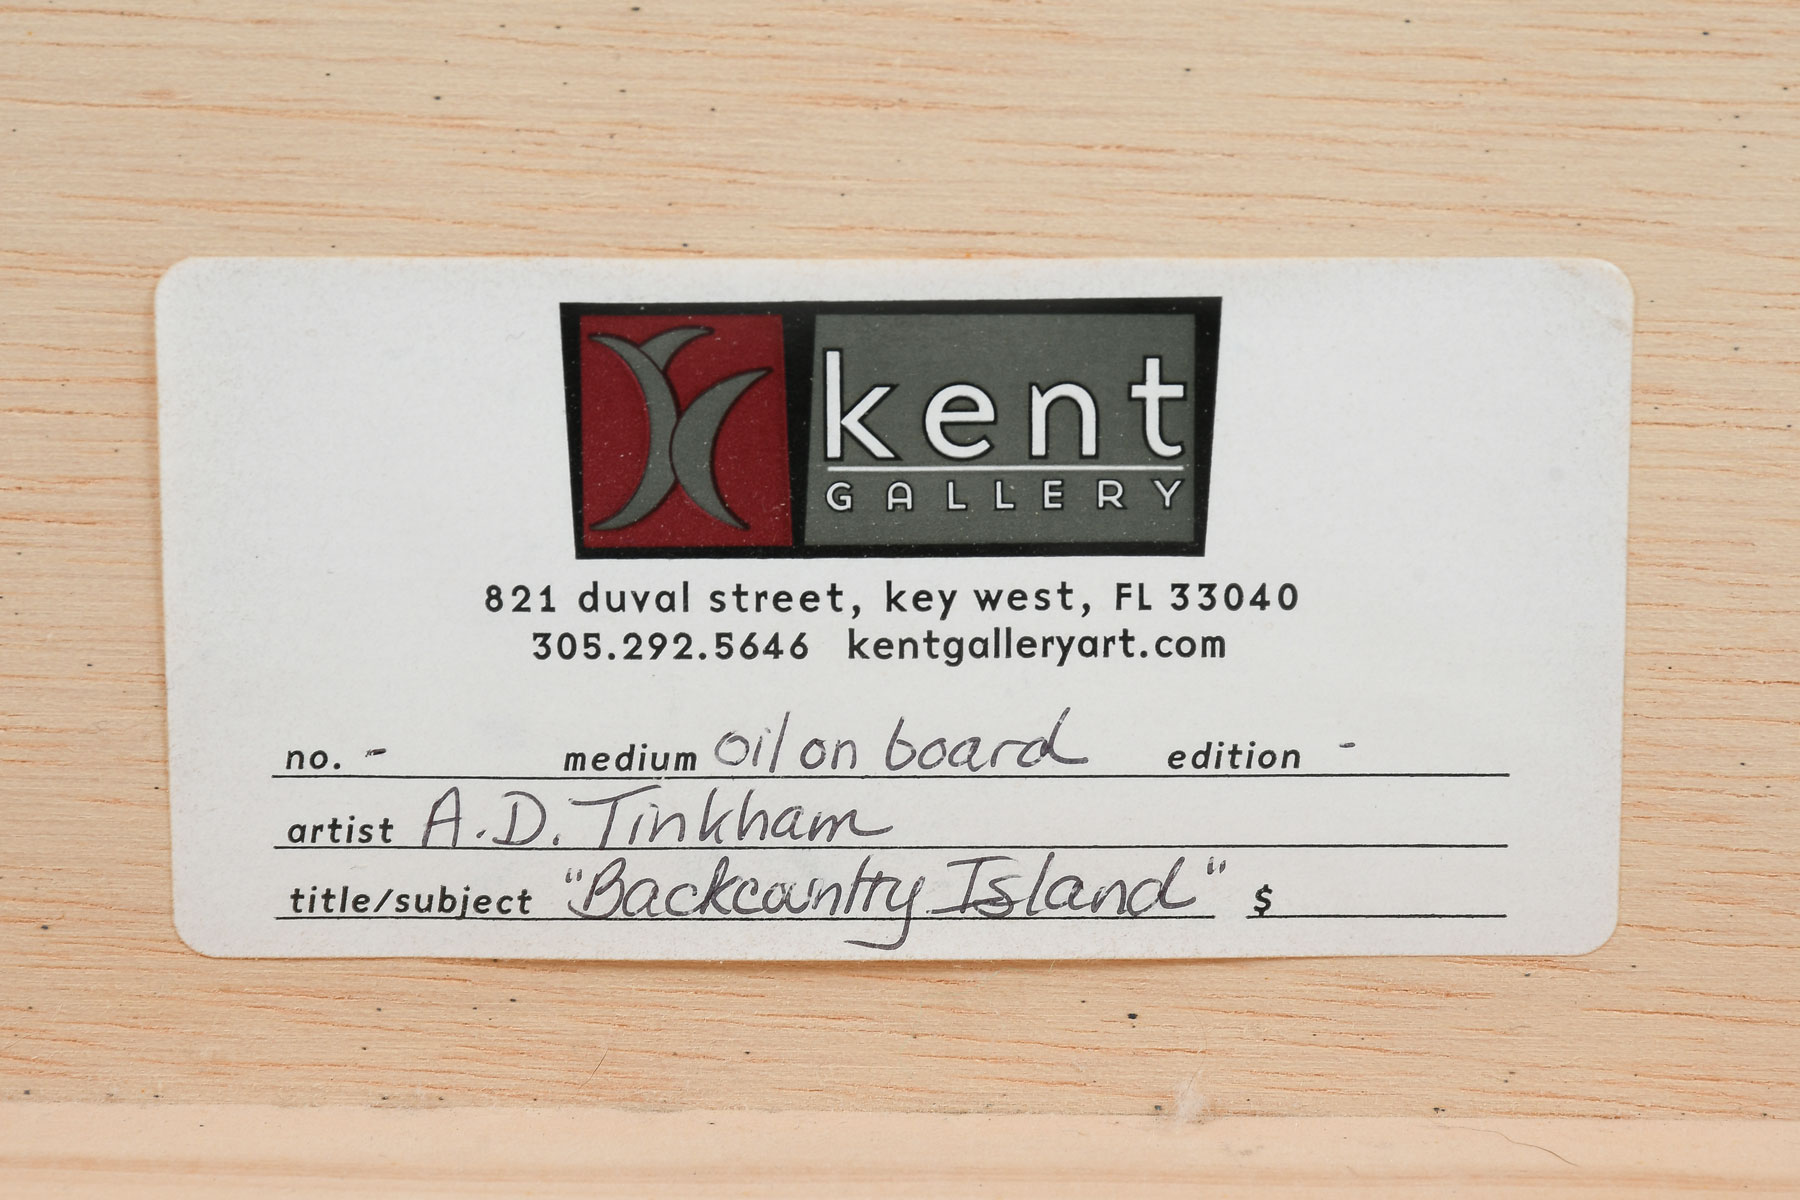 kent
GALLERY
821 duval street, key west, FL 33040
305.292.5646 kentgalleryart.com
no. - medium oil on board edition -
artist A.D. Tinkham
title/subject "Backcountry Island" $